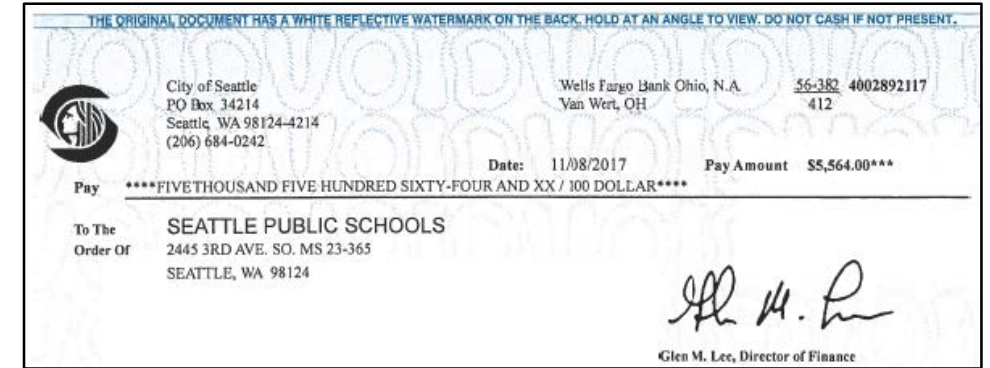 THE ORIGINAL DOCUMENT HAS A WHITE REFLECTIVE WATERMARK ON THE BACK. HOLD AT AN ANGLE TO VIEW. DO NOT CASH IF NOT PRESENT.
City of Seattle
PO Box 34214
Seattle, WA 98124-4214
(206) 684-0242
Wells Fargo Bank Ohio, N.A.
Van Wert, OH
56-382 4002892117
412
Date: 11/08/2017 Pay Amount $5,564.00***
Pay ****FIVETHOUSAND FIVE HUNDRED SIXTY-FOUR AND XX / 100 DOLLAR****
To The
Order Of
SEATTLE PUBLIC SCHOOLS
2445 3RD AVE. SO. MS 23-365
SEATTLE, WA 98124
Glen M. Lee, Director of Finance